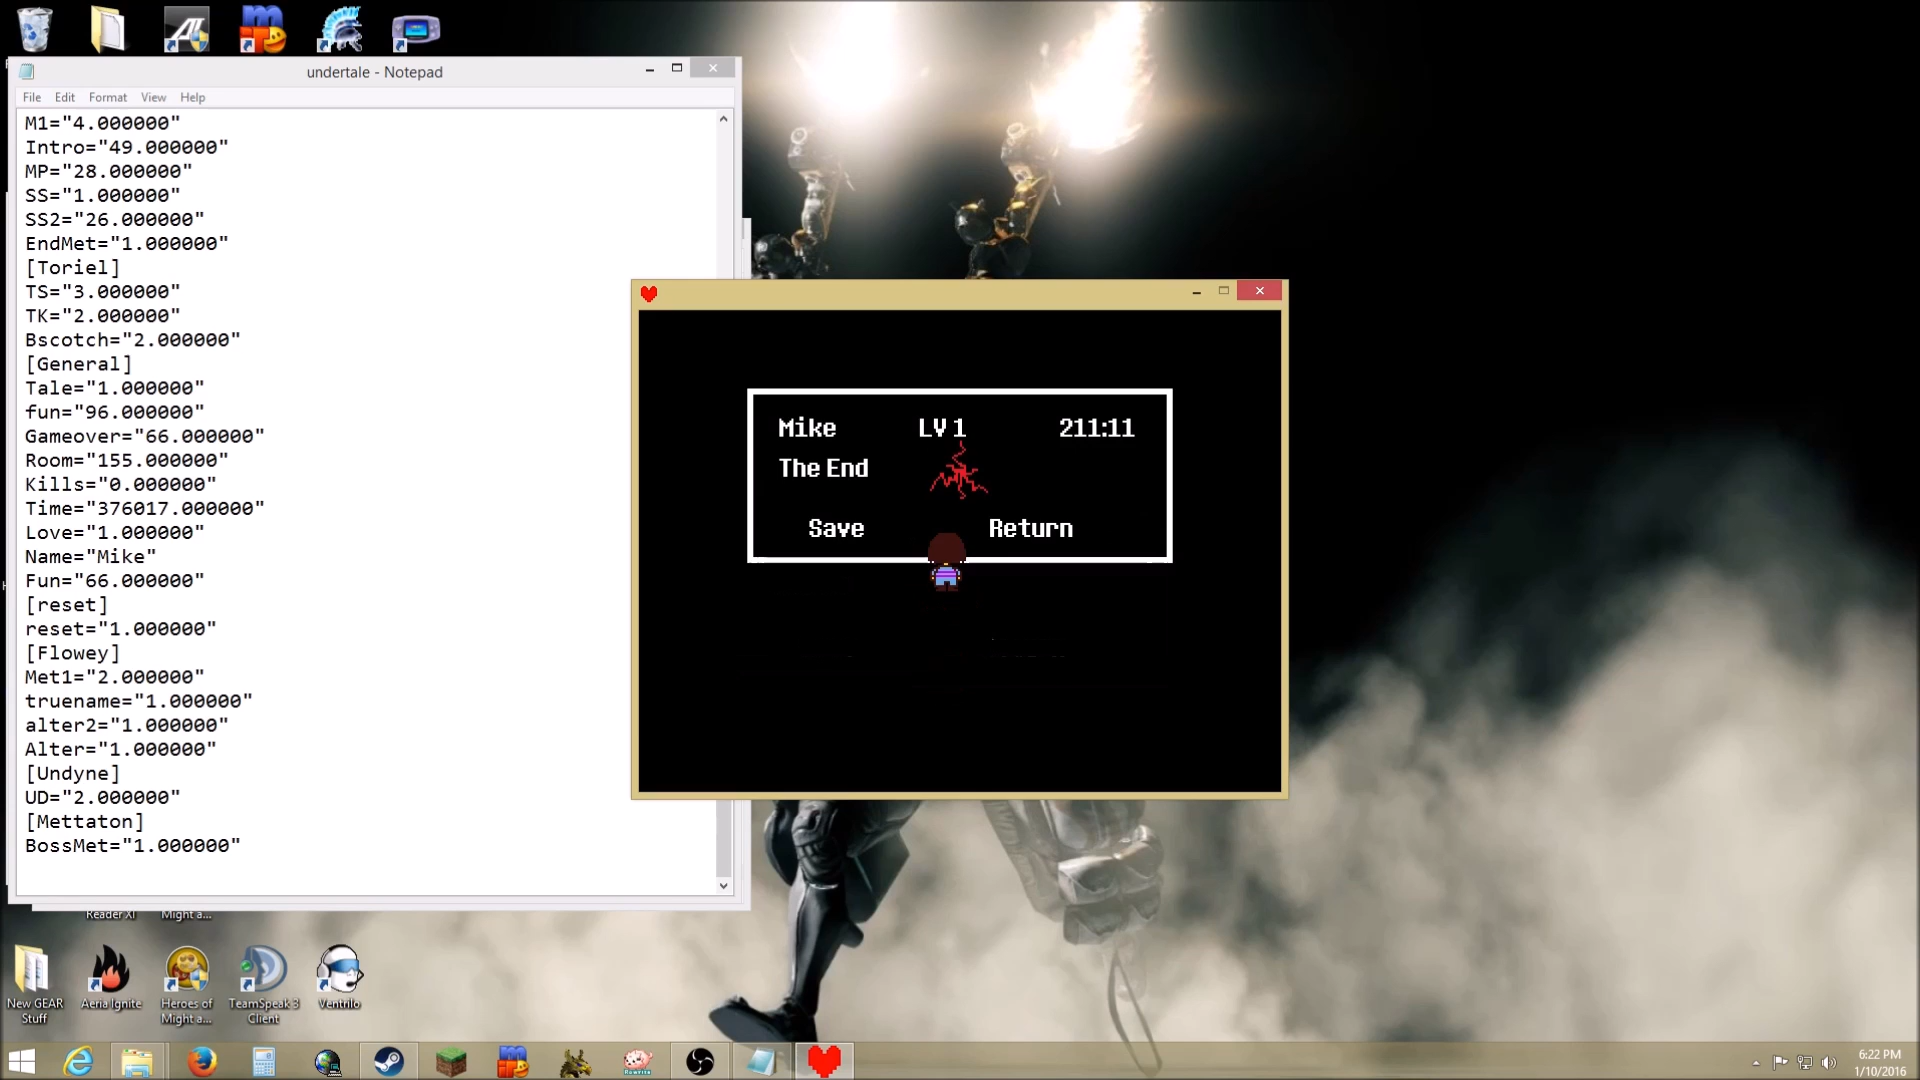 undertale - Notepad
File Edit Format View Help
M1="4.000000"
Intro="49.000000"
MP="28.000000"
SS="1.000000"
SS2="26.000000"
EndMet="1.000000"
[Toriel]
TS="3.000000"
TK="2.000000"
Bscotch="2.000000"
[General]
Tale="1.000000"
fun="96.000000"
Gameover="66.000000"
Room="155.000000"
Kills="0.000000"
Time="376017.000000"
Love="1.000000"
Name="Mike"
Fun="66.000000"
[reset]
reset="1.000000"
[Flowey]
Met1="2.000000"
truename="1.000000"
alter2="1.000000"
Alter="1.000000"
[Undyne]
UD="2.000000"
[Mettaton]
BossMet="1.000000"
Mike LV 1 211:11
The End
Save Return
Reader XI Might a...
New GEAR Stuff
Aeria Ignite
Heroes of Might a...
TeamSpeak 3 Client
Ventrilo
6:22 PM
1/10/2016